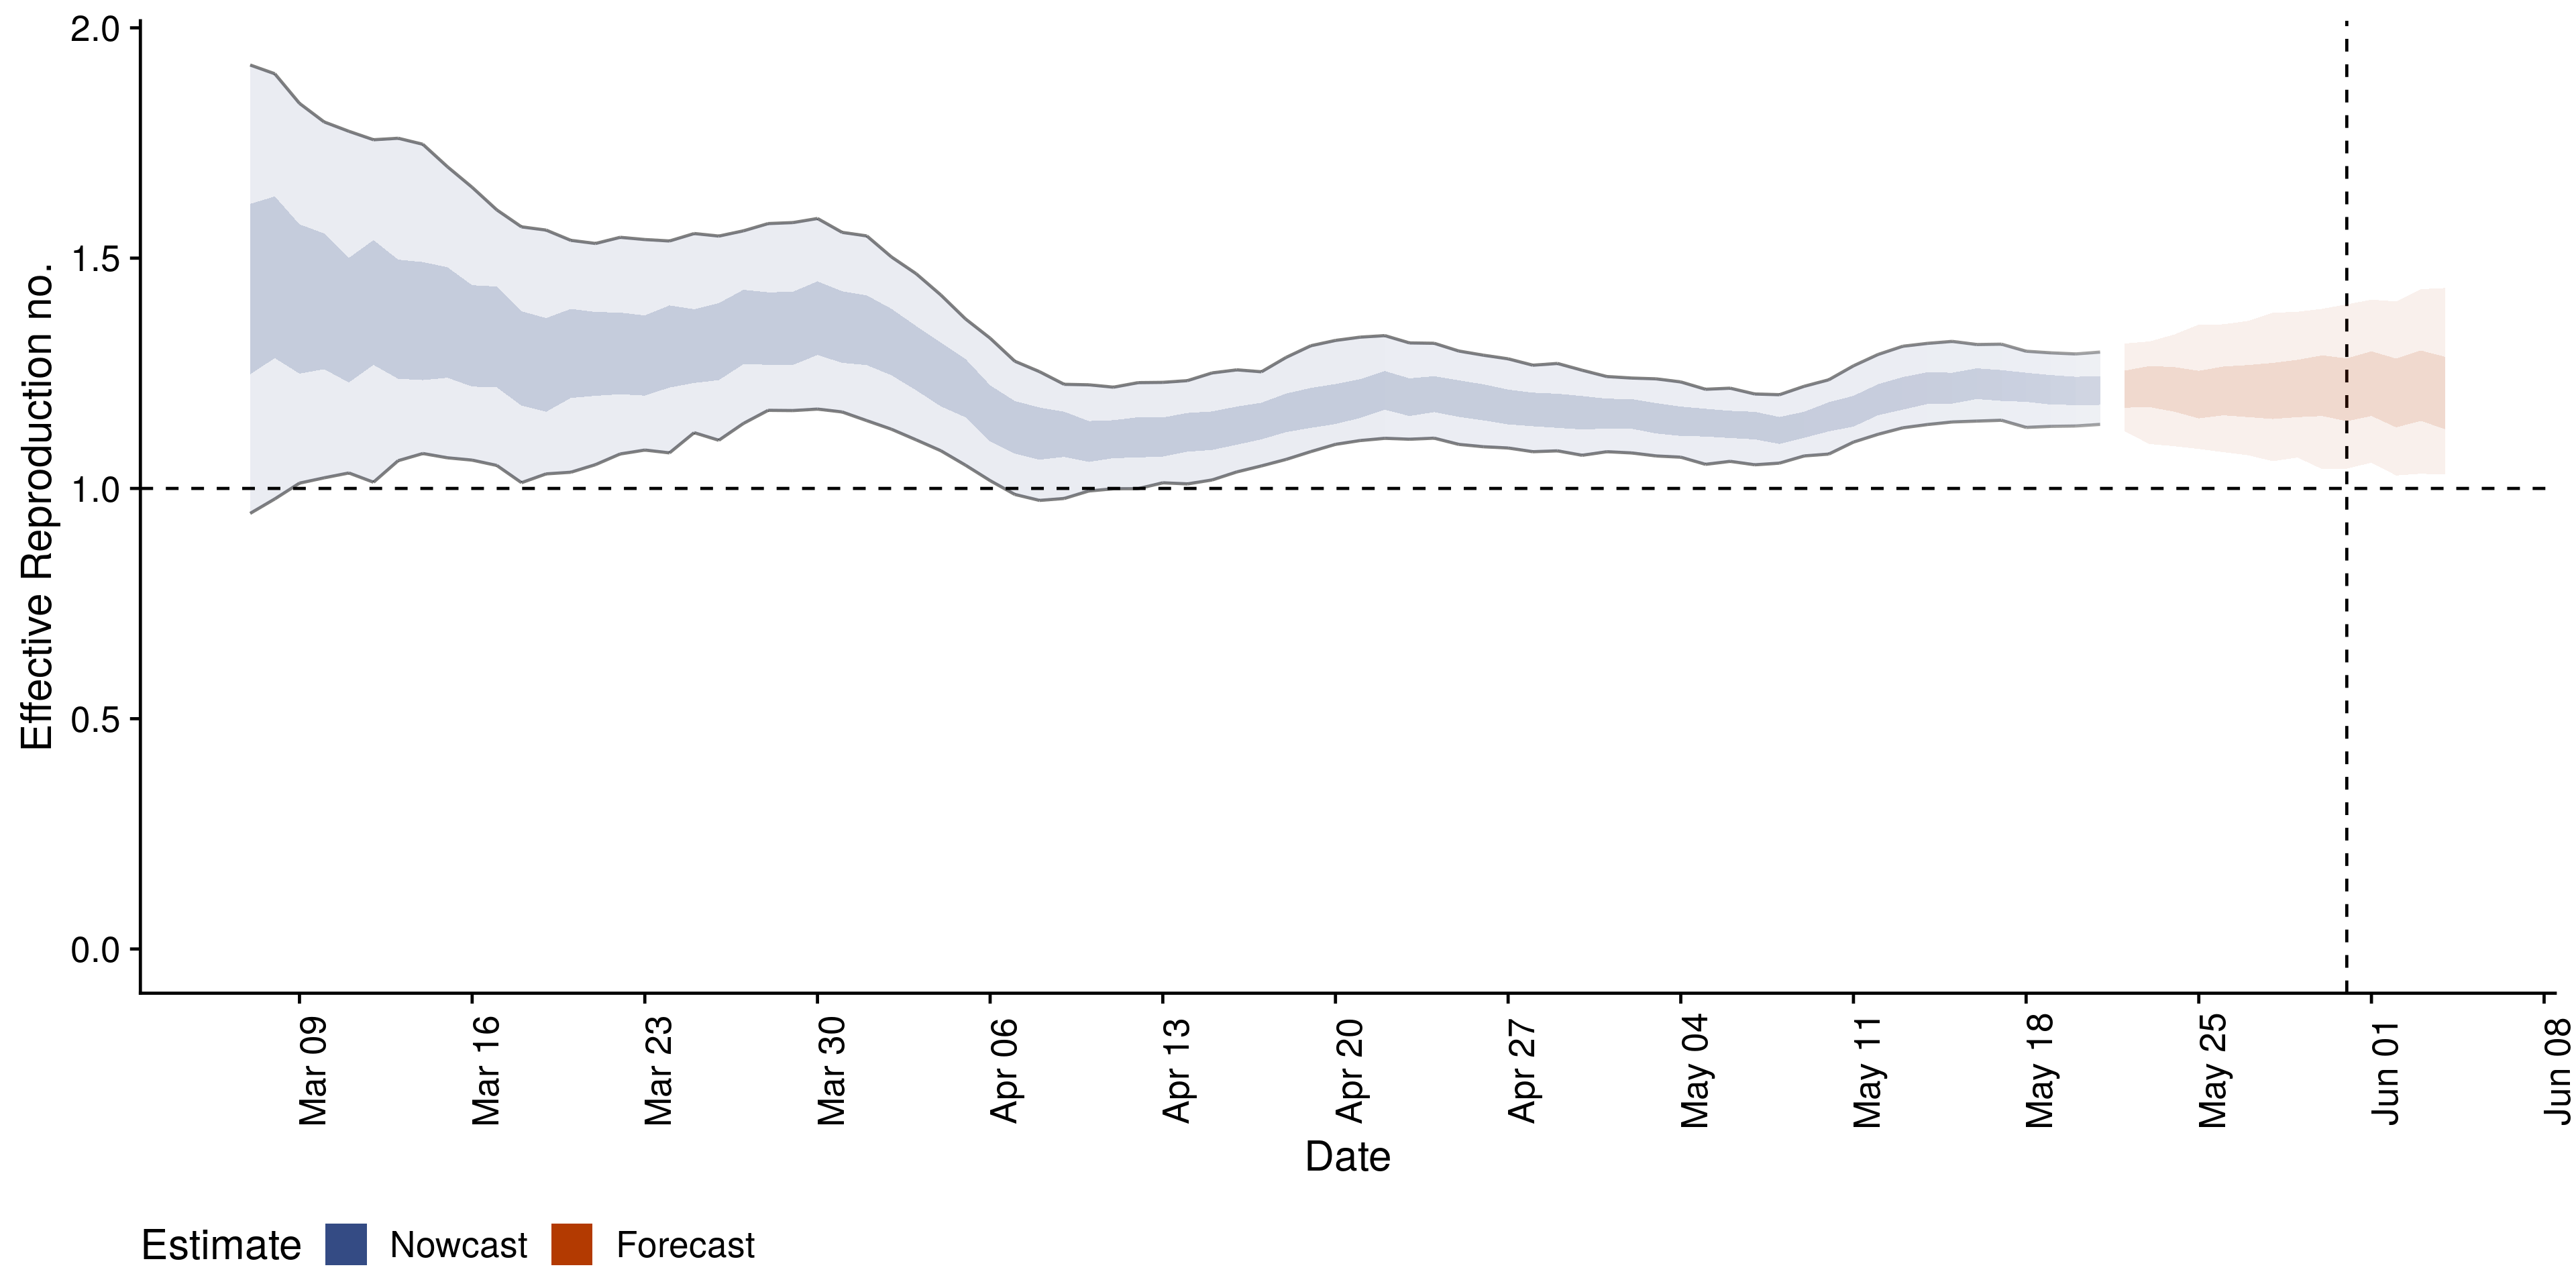 Effective Reproduction no.
2.0
1.5
1.0
0.5
0.0
Mar 09
Mar 16
Mar 23
Mar 30
Apr 06
Apr 13
Apr 20
Apr 27
May 04
May 11
May 18
May 25
Jun 01
Jun 08
Date
Estimate Nowcast Forecast